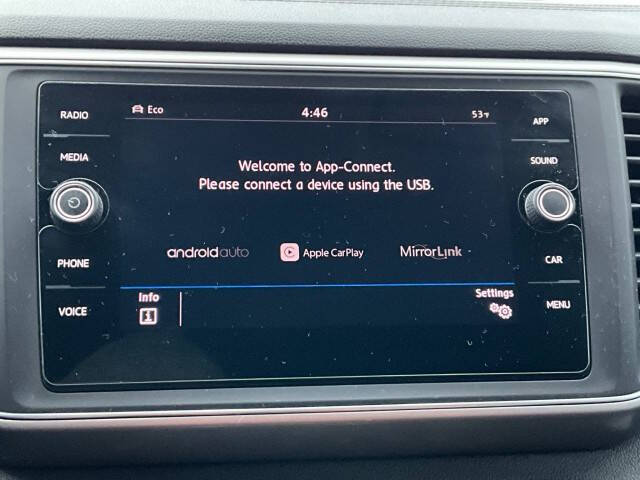 RADIO
MEDIA
PHONE
VOICE
Eco 4:46 53°F
Welcome to App-Connect.
Please connect a device using the USB.
androidauto Apple CarPlay MirrorLink
Info Settings
i
APP
SOUND
CAR
MENU